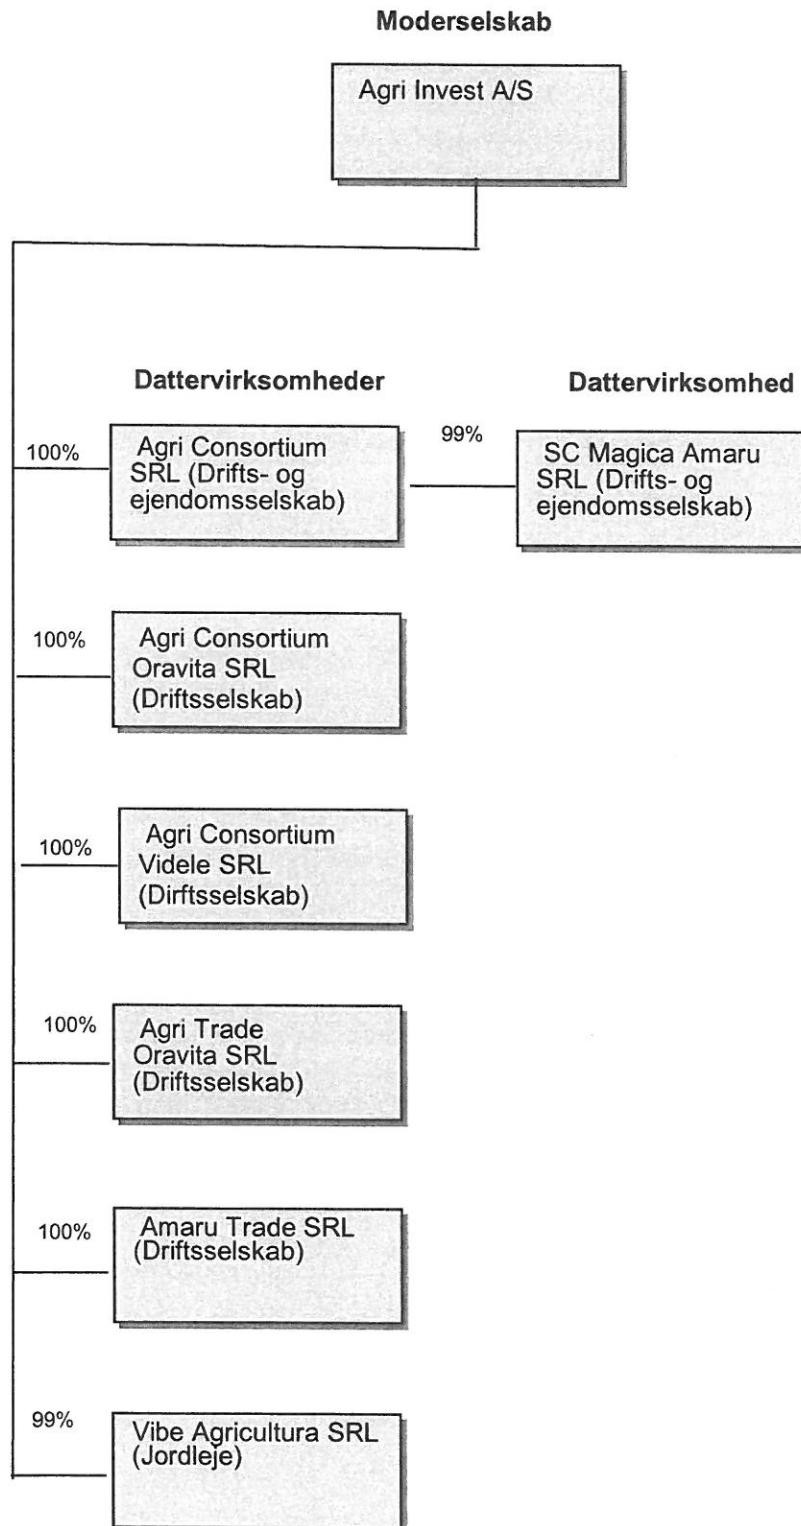 Moderselskab
Agri Invest A/S
Dattervirksomheder
Dattervirksomhed
100%
Agri Consortium
SRL (Drifts- og
ejendomsselskab)
99%
SC Magica Amaru
SRL (Drifts- og
ejendomsselskab)
100%
Agri Consortium
Oravita SRL
(Driftsselskab)
100%
Agri Consortium
Videle SRL
(Dirftsselskab)
100%
Agri Trade
Oravita SRL
(Driftsselskab)
100%
Amaru Trade SRL
(Driftsselskab)
99%
Vibe Agricultura SRL
(Jordleje)